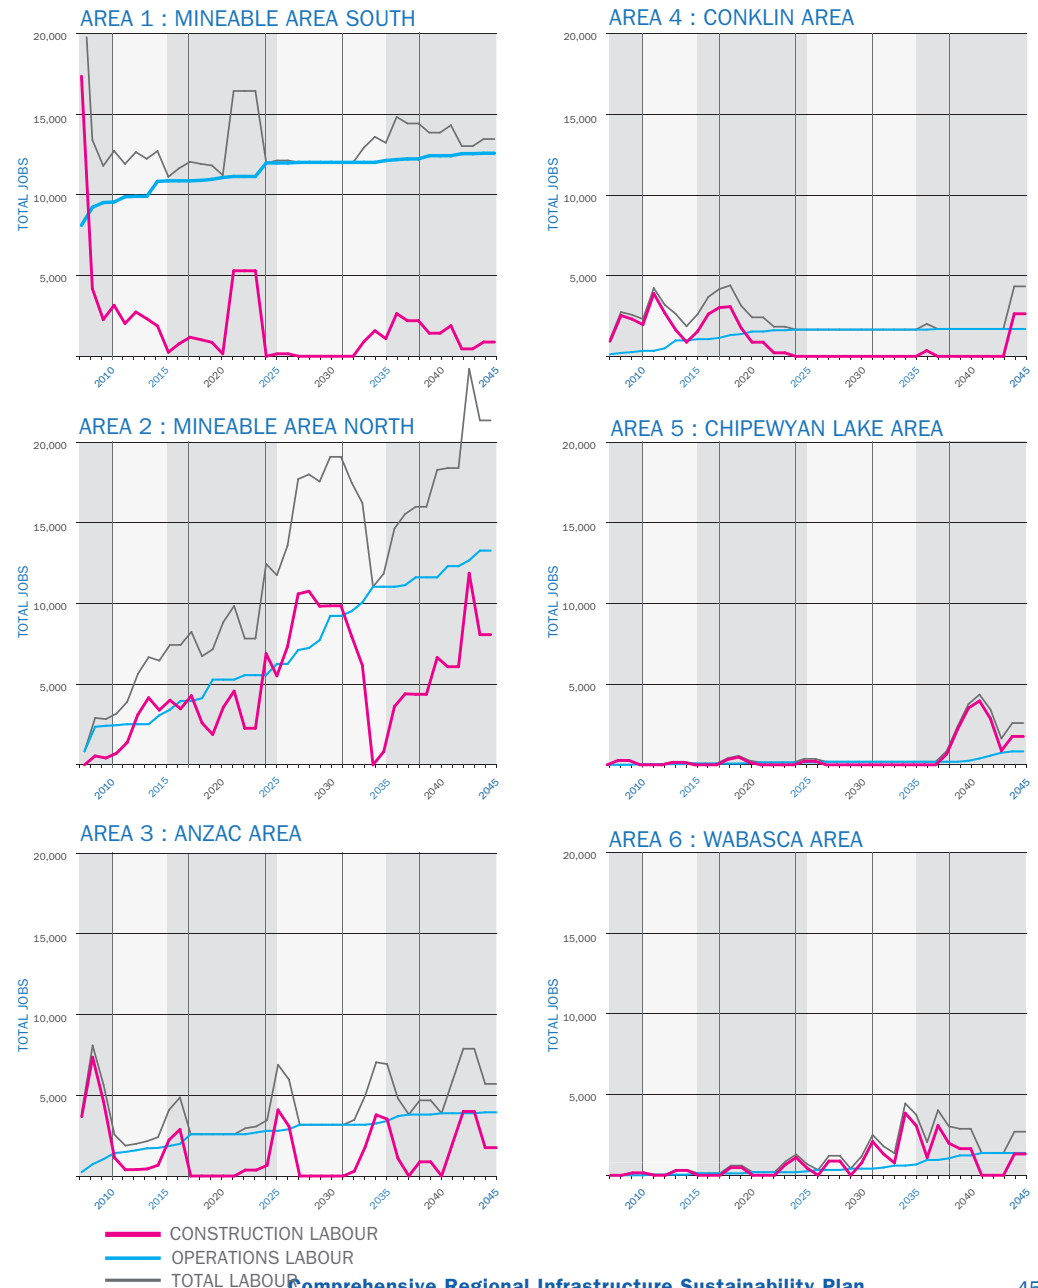 AREA 1 : MINEABLE AREA SOUTH
20,000
15,000
10,000
5,000
TOTAL JOBS
2010 2015 2020 2025 2030 2035 2040 2045
AREA 4 : CONKLIN AREA
20,000
15,000
10,000
5,000
TOTAL JOBS
2010 2015 2020 2025 2030 2035 2040 2045
AREA 2 : MINEABLE AREA NORTH
20,000
15,000
10,000
5,000
TOTAL JOBS
2010 2015 2020 2025 2030 2035 2040 2045
AREA 5 : CHIPEWYAN LAKE AREA
20,000
15,000
10,000
5,000
TOTAL JOBS
2010 2015 2020 2025 2030 2035 2040 2045
AREA 3 : ANZAC AREA
20,000
15,000
10,000
5,000
TOTAL JOBS
2010 2015 2020 2025 2030 2035 2040 2045
AREA 6 : WABASCA AREA
20,000
15,000
10,000
5,000
TOTAL JOBS
2010 2015 2020 2025 2030 2035 2040 2045
CONSTRUCTION LABOUR
OPERATIONS LABOUR
TOTAL LABOUR
Comprehensive Regional Infrastructure Sustainability Plan 45